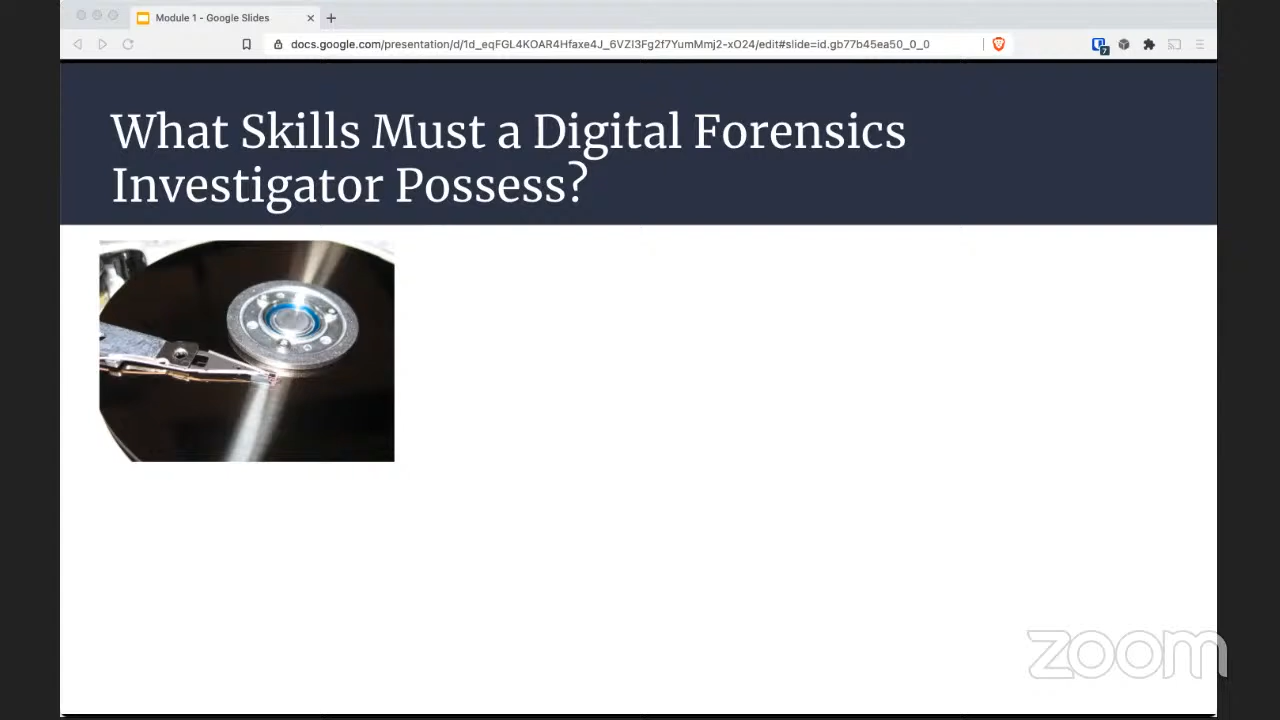 Module 1 - Google Slides
docs.google.com/presentation/d/1d_eqFGL4KOAR4Hfaxe4J_6VZI3Fg2f7YumMmj2-xO24/edit#slide=id.gb77b45ea50_0_0
7
What Skills Must a Digital Forensics
Investigator Possess?
zoom